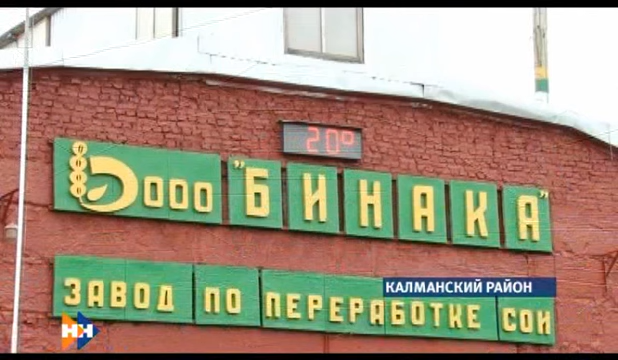 20°
ООО "БИНАКА"
КАЛМАНСКИЙ РАЙОН
ЗАВОД ПО ПЕРЕРАБОТКЕ СОИ
НН